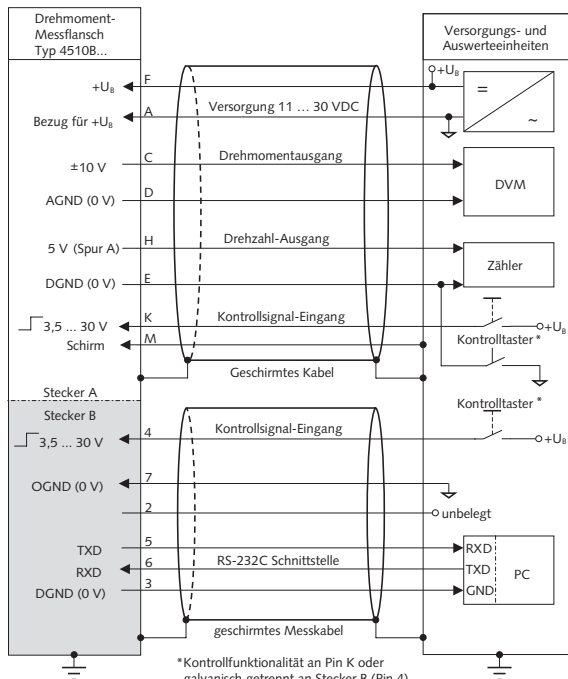 Drehmoment-
Messflansch
Typ 4510B...
Versorgungs- und
Auswerteeinheiten
+UB
F
+UB
=
~
Bezug für +UB
A
Versorgung 11 ... 30 VDC
±10 V
C
Drehmomentausgang
DVM
AGND (0 V)
D
5 V (Spur A)
H
Drehzahl-Ausgang
Zähler
DGND (0 V)
E
3,5 ... 30 V
K
Kontrollsignal-Eingang
+UB
Schirm
M
Kontrolltaster *
Geschirmtes Kabel
Stecker A
Stecker B
Kontrolltaster *
3,5 ... 30 V
4
Kontrollsignal-Eingang
+UB
OGND (0 V)
7
2
unbelegt
TXD
5
RXD
RXD
6
RS-232C Schnittstelle
TXD
PC
DGND (0 V)
3
GND
geschirmtes Messkabel
*Kontrollfunktionalität an Pin K oder
galvanisch getrennt an Stecker B (Pin 4)